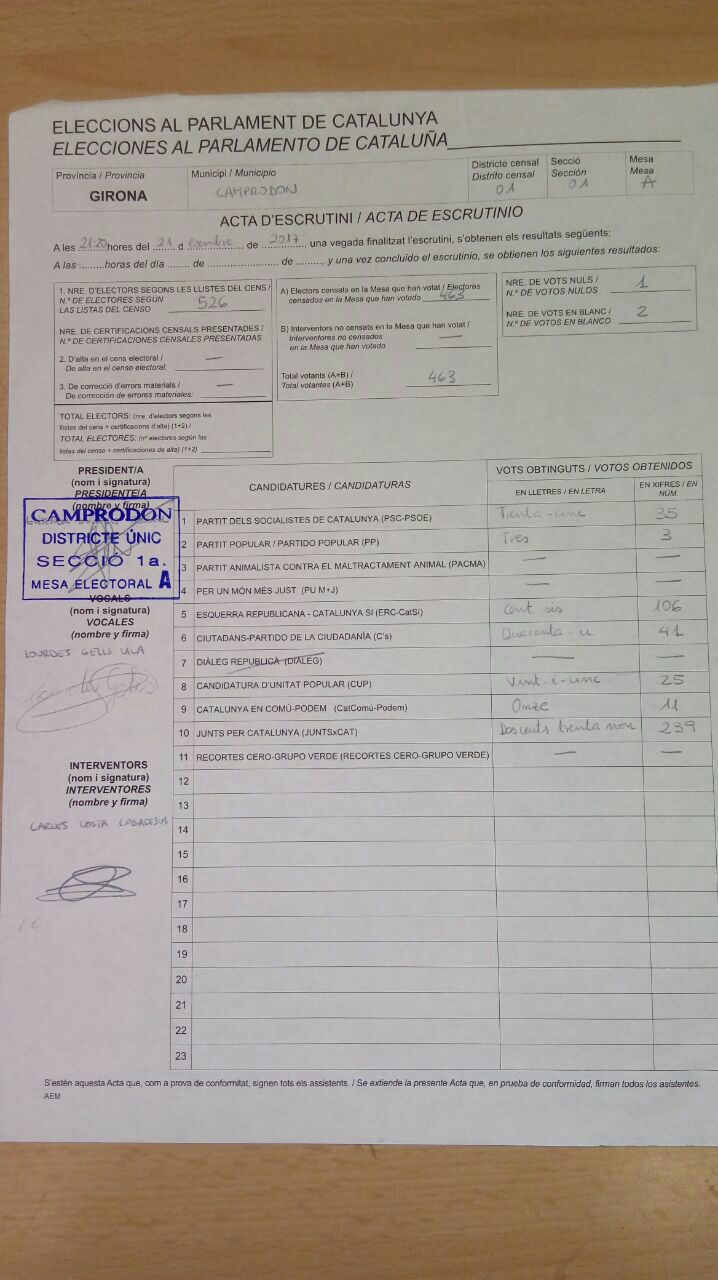 ELECCIONS AL PARLAMENT DE CATALUNYA
ELECCIONES AL PARLAMENTO DE CATALUÑA
Província / Provincia
GIRONA
Municipi / Municipio
CAMPRODON
Districte censal
Distrito censal
01
Secció
Sección
01
Mesa
Mesa
A
ACTA D'ESCRUTINI / ACTA DE ESCRUTINIO
A les 21:20 hores del 21 d de 2017, una vegada finalitzat l'escrutini, s'obtenen els resultats següents:
A las ......... horas del día ........ de .......................... de ........., y una vez concluido el escrutinio, se obtienen los siguientes resultados:
1. NRE. D'ELECTORS SEGONS LES LLISTES DEL CENS /
N.º DE ELECTORES SEGÚN
LAS LISTAS DEL CENSO 526
NRE. DE CERTIFICACIONS CENSALS PRESENTADES /
N.º DE CERTIFICACIONES CENSALES PRESENTADAS
2. D'alta en el cens electoral / —
De alta en el censo electoral:
3. De correcció d'errors materials / —
De corrección de errores materiales:
TOTAL ELECTORS: (nre. d'electors segons les
llistes del cens + certificacions d'alta) (1+2) /
TOTAL ELECTORES: (nº electores según las
listas del censo + certificaciones de alta) (1+2)
A) Electors censats en la Mesa que han votat / Electores
censados en la Mesa que han votado 463
B) Interventors no censats en la Mesa que han votat /
Interventores no censados —
en la Mesa que han votado
Total votants (A+B) /
Total votantes (A+B) 463
NRE. DE VOTS NULS / 1
N.º DE VOTOS NULOS
NRE. DE VOTS EN BLANC / 2
N.º DE VOTOS EN BLANCO
PRESIDENT/A
(nom i signatura)
PRESIDENTE/A
(nombre y firma)
CAMPRODON
DISTRICTE ÚNIC
SECCIÓ 1a.
MESA ELECTORAL A
VOCALS
(nom i signatura)
VOCALES
(nombre y firma)
LOURDES GELIS VILA
INTERVENTORS
(nom i signatura)
INTERVENTORES
(nombre y firma)
CARLES COSTA CASADESUS
CANDIDATURES / CANDIDATURAS
VOTS OBTINGUTS / VOTOS OBTENIDOS
EN LLETRES / EN LETRA
EN XIFRES / EN NÚM.
1 PARTIT DELS SOCIALISTES DE CATALUNYA (PSC-PSOE) Trenta-cinc 35
2 PARTIT POPULAR / PARTIDO POPULAR (PP) Tres 3
3 PARTIT ANIMALISTA CONTRA EL MALTRACTAMENT ANIMAL (PACMA) — —
4 PER UN MÓN MÉS JUST (PU M+J) — —
5 ESQUERRA REPUBLICANA - CATALUNYA SÍ (ERC-CatSí) Cent sis 106
6 CIUTADANS-PARTIDO DE LA CIUDADANÍA (C's) Quaranta-u 41
7 DIÀLEG REPUBLICÀ (DIÀLEG) — —
8 CANDIDATURA D'UNITAT POPULAR (CUP) Vint-i-cinc 25
9 CATALUNYA EN COMÚ-PODEM (CatComú-Podem) Onze 11
10 JUNTS PER CATALUNYA (JUNTSxCAT) Doscents trenta nou 239
11 RECORTES CERO-GRUPO VERDE (RECORTES CERO-GRUPO VERDE) — —
12
13
14
15
16
17
18
19
20
21
22
23
S'estén aquesta Acta que, com a prova de conformitat, signen tots els assistents. / Se extiende la presente Acta que, en prueba de conformidad, firman todos los asistentes.
AEM